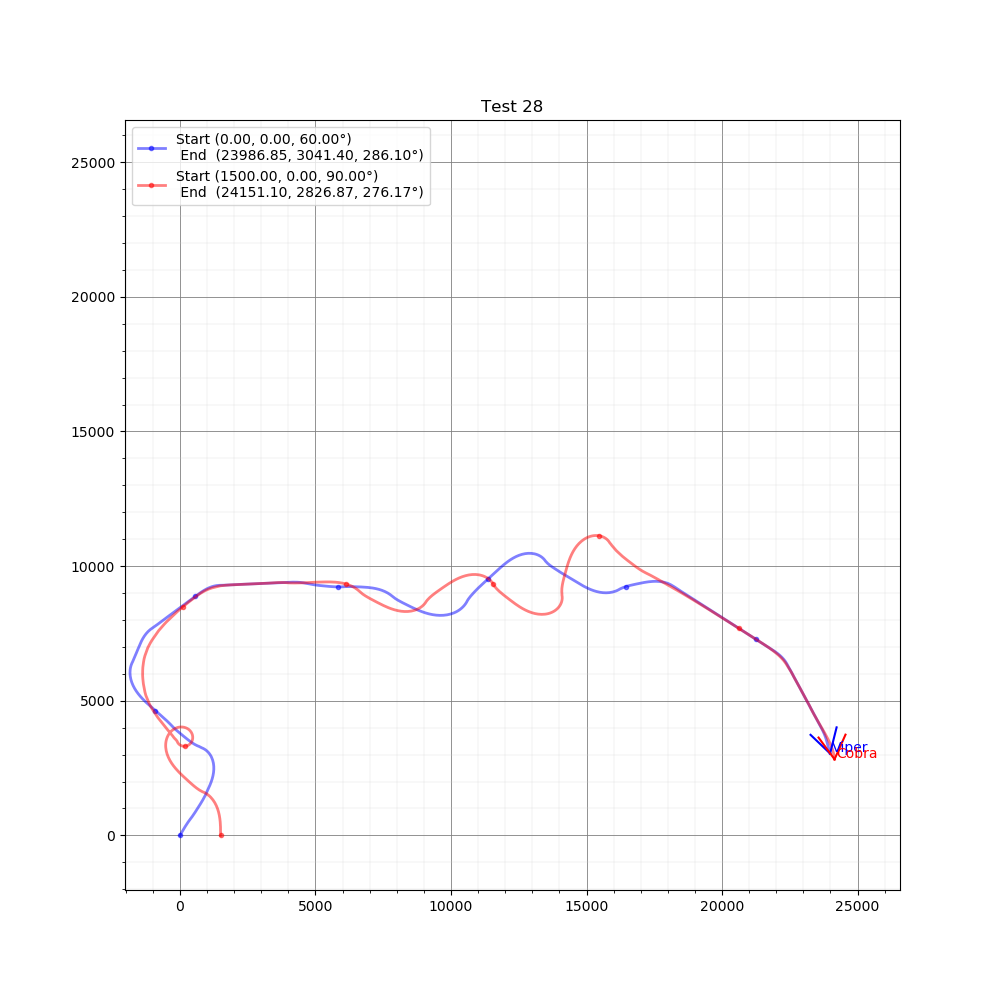 Test 28
Start (0.00, 0.00, 60.00°)
End (23986.85, 3041.40, 286.10°)
Start (1500.00, 0.00, 90.00°)
End (24151.10, 2826.87, 276.17°)
25000
20000
15000
10000
5000
0
Viper
Cobra
0 5000 10000 15000 20000 25000